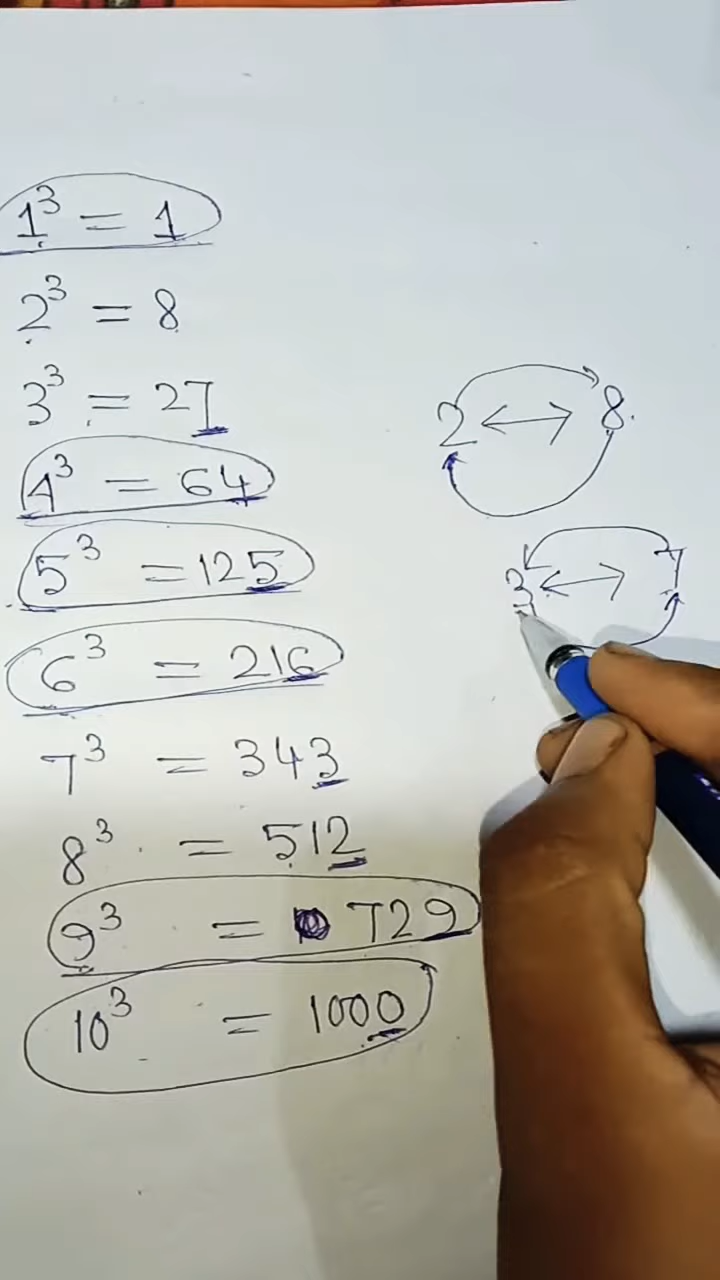 1³ = 1
2³ = 8
3³ = 27
4³ = 64
5³ = 125
6³ = 216
7³ = 343
8³ = 512
9³ = 729
10³ = 1000
2 ↔ 8
3 ↔ 7